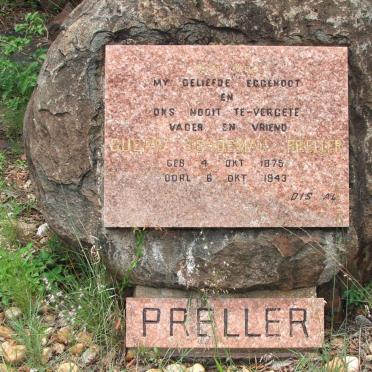 MY GELIEFDE EGGENOOT
EN
ONS NOOIT TE-VERGETE
VADER EN VRIEND
GUSTAV SCHOEMAN PRELLER
GEB 4 OKT 1875
OORL 6 OKT 1943
DIS AL
PRELLER